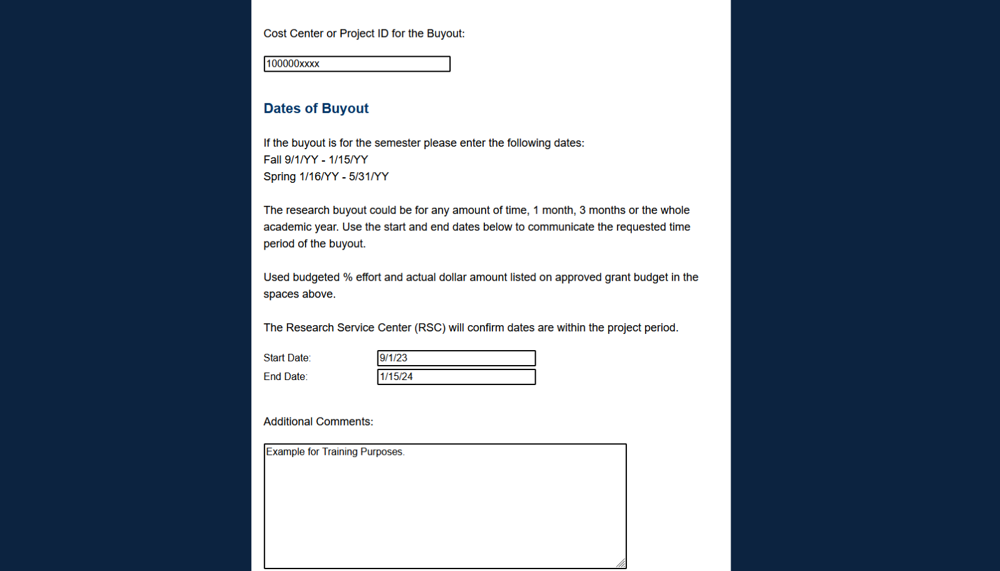 Cost Center or Project ID for the Buyout:
100000xxxx
Dates of Buyout
If the buyout is for the semester please enter the following dates:
Fall 9/1/YY - 1/15/YY
Spring 1/16/YY - 5/31/YY
The research buyout could be for any amount of time, 1 month, 3 months or the whole
academic year. Use the start and end dates below to communicate the requested time
period of the buyout.
Used budgeted % effort and actual dollar amount listed on approved grant budget in the
spaces above.
The Research Service Center (RSC) will confirm dates are within the project period.
Start Date: 9/1/23
End Date: 1/15/24
Additional Comments:
Example for Training Purposes.